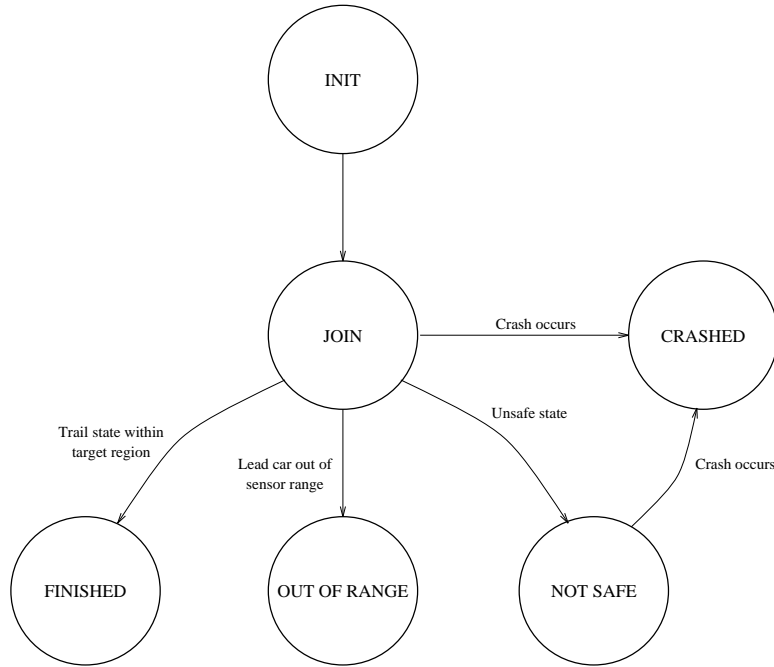 INIT
JOIN
Crash occurs
CRASHED
Trail state within
target region
Lead car out of
sensor range
Unsafe state
Crash occurs
FINISHED
OUT OF RANGE
NOT SAFE